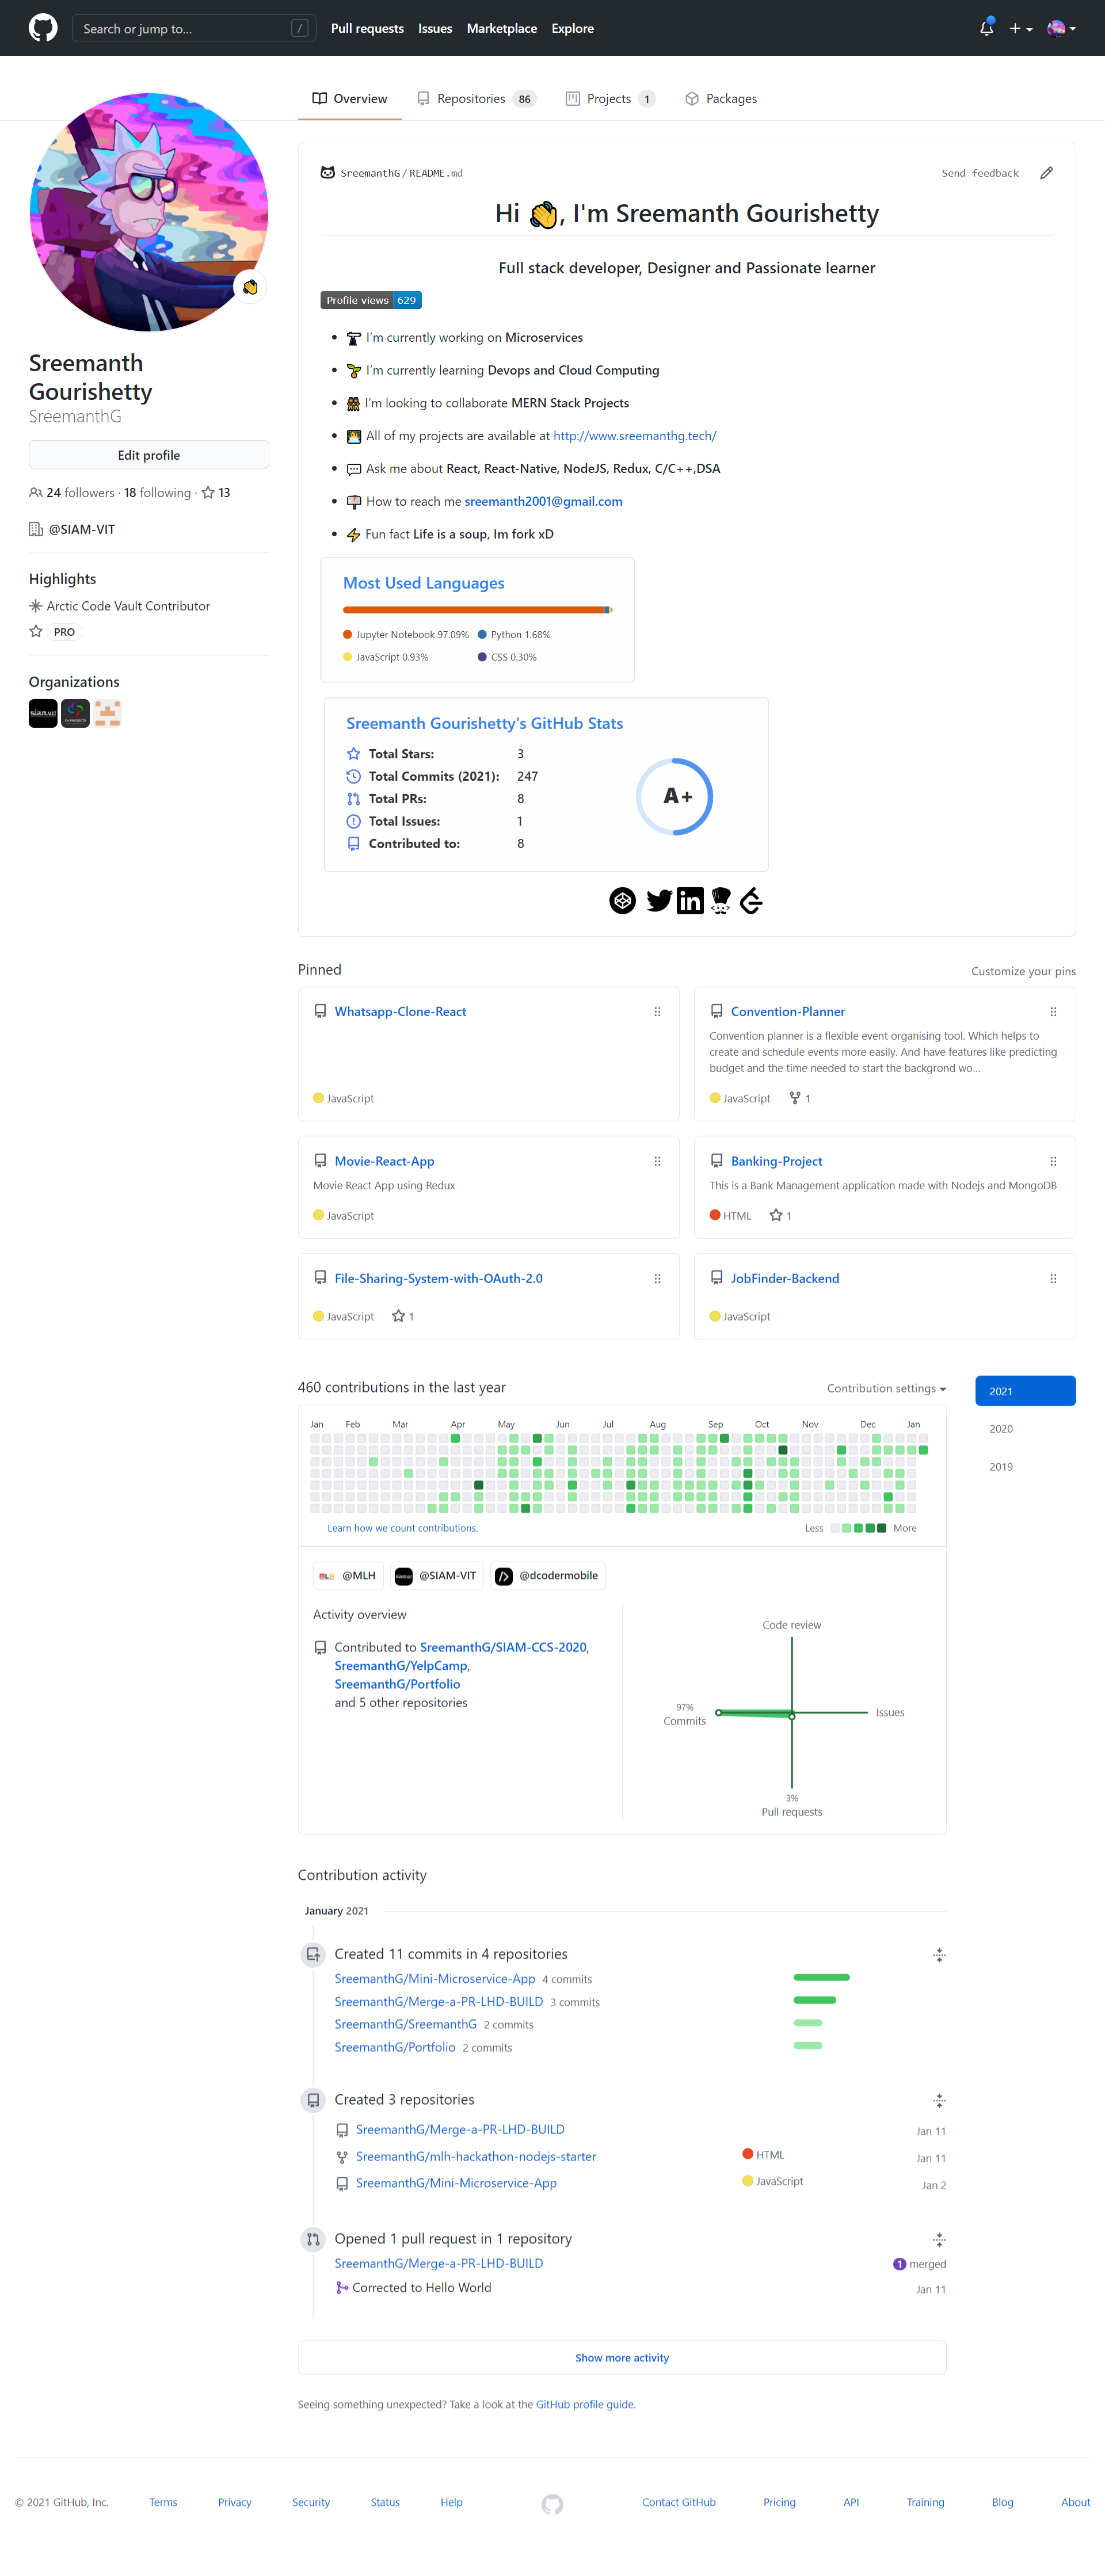 Search or jump to...
/
Pull requests
Issues
Marketplace
Explore
Overview
Repositories 86
Projects 1
Packages
Sreemanth
Gourishetty
SreemanthG
Edit profile
24 followers · 18 following · 13
@SIAM-VIT
Highlights
Arctic Code Vault Contributor
PRO
Organizations
SreemanthG/README.md
Send feedback
Hi 👋, I'm Sreemanth Gourishetty
Full stack developer, Designer and Passionate learner
Profile views 629
I’m currently working on Microservices
I’m currently learning Devops and Cloud Computing
I’m looking to collaborate MERN Stack Projects
All of my projects are available at http://www.sreemanthg.tech/
Ask me about React, React-Native, NodeJS, Redux, C/C++,DSA
How to reach me sreemanth2001@gmail.com
Fun fact Life is a soup, Im fork xD
Most Used Languages
Jupyter Notebook 97.09%
Python 1.68%
JavaScript 0.93%
CSS 0.30%
Sreemanth Gourishetty's GitHub Stats
Total Stars: 3
Total Commits (2021): 247
Total PRs: 8
Total Issues: 1
Contributed to: 8
A+
Pinned
Customize your pins
Whatsapp-Clone-React
JavaScript
Convention-Planner
Convention planner is a flexible event organising tool. Which helps to
create and schedule events more easily. And have features like predicting
budget and the time needed to start the backgrond wo...
JavaScript 1
Movie-React-App
Movie React App using Redux
JavaScript
Banking-Project
This is a Bank Management application made with Nodejs and MongoDB
HTML 1
File-Sharing-System-with-OAuth-2.0
JavaScript 1
JobFinder-Backend
JavaScript
460 contributions in the last year
Contribution settings
2021
2020
2019
Jan Feb Mar Apr May Jun Jul Aug Sep Oct Nov Dec Jan
Learn how we count contributions.
Less
More
@MLH
@SIAM-VIT
@dcodermobile
Activity overview
Contributed to SreemanthG/SIAM-CCS-2020,
SreemanthG/YelpCamp,
SreemanthG/Portfolio
and 5 other repositories
Code review
97%
Commits
Issues
3%
Pull requests
Contribution activity
January 2021
Created 11 commits in 4 repositories
SreemanthG/Mini-Microservice-App 4 commits
SreemanthG/Merge-a-PR-LHD-BUILD 3 commits
SreemanthG/SreemanthG 2 commits
SreemanthG/Portfolio 2 commits
Created 3 repositories
SreemanthG/Merge-a-PR-LHD-BUILD Jan 11
SreemanthG/mlh-hackathon-nodejs-starter HTML Jan 11
SreemanthG/Mini-Microservice-App JavaScript Jan 2
Opened 1 pull request in 1 repository
SreemanthG/Merge-a-PR-LHD-BUILD 1 merged
Corrected to Hello World Jan 11
Show more activity
Seeing something unexpected? Take a look at the GitHub profile guide.
© 2021 GitHub, Inc.
Terms
Privacy
Security
Status
Help
Contact GitHub
Pricing
API
Training
Blog
About